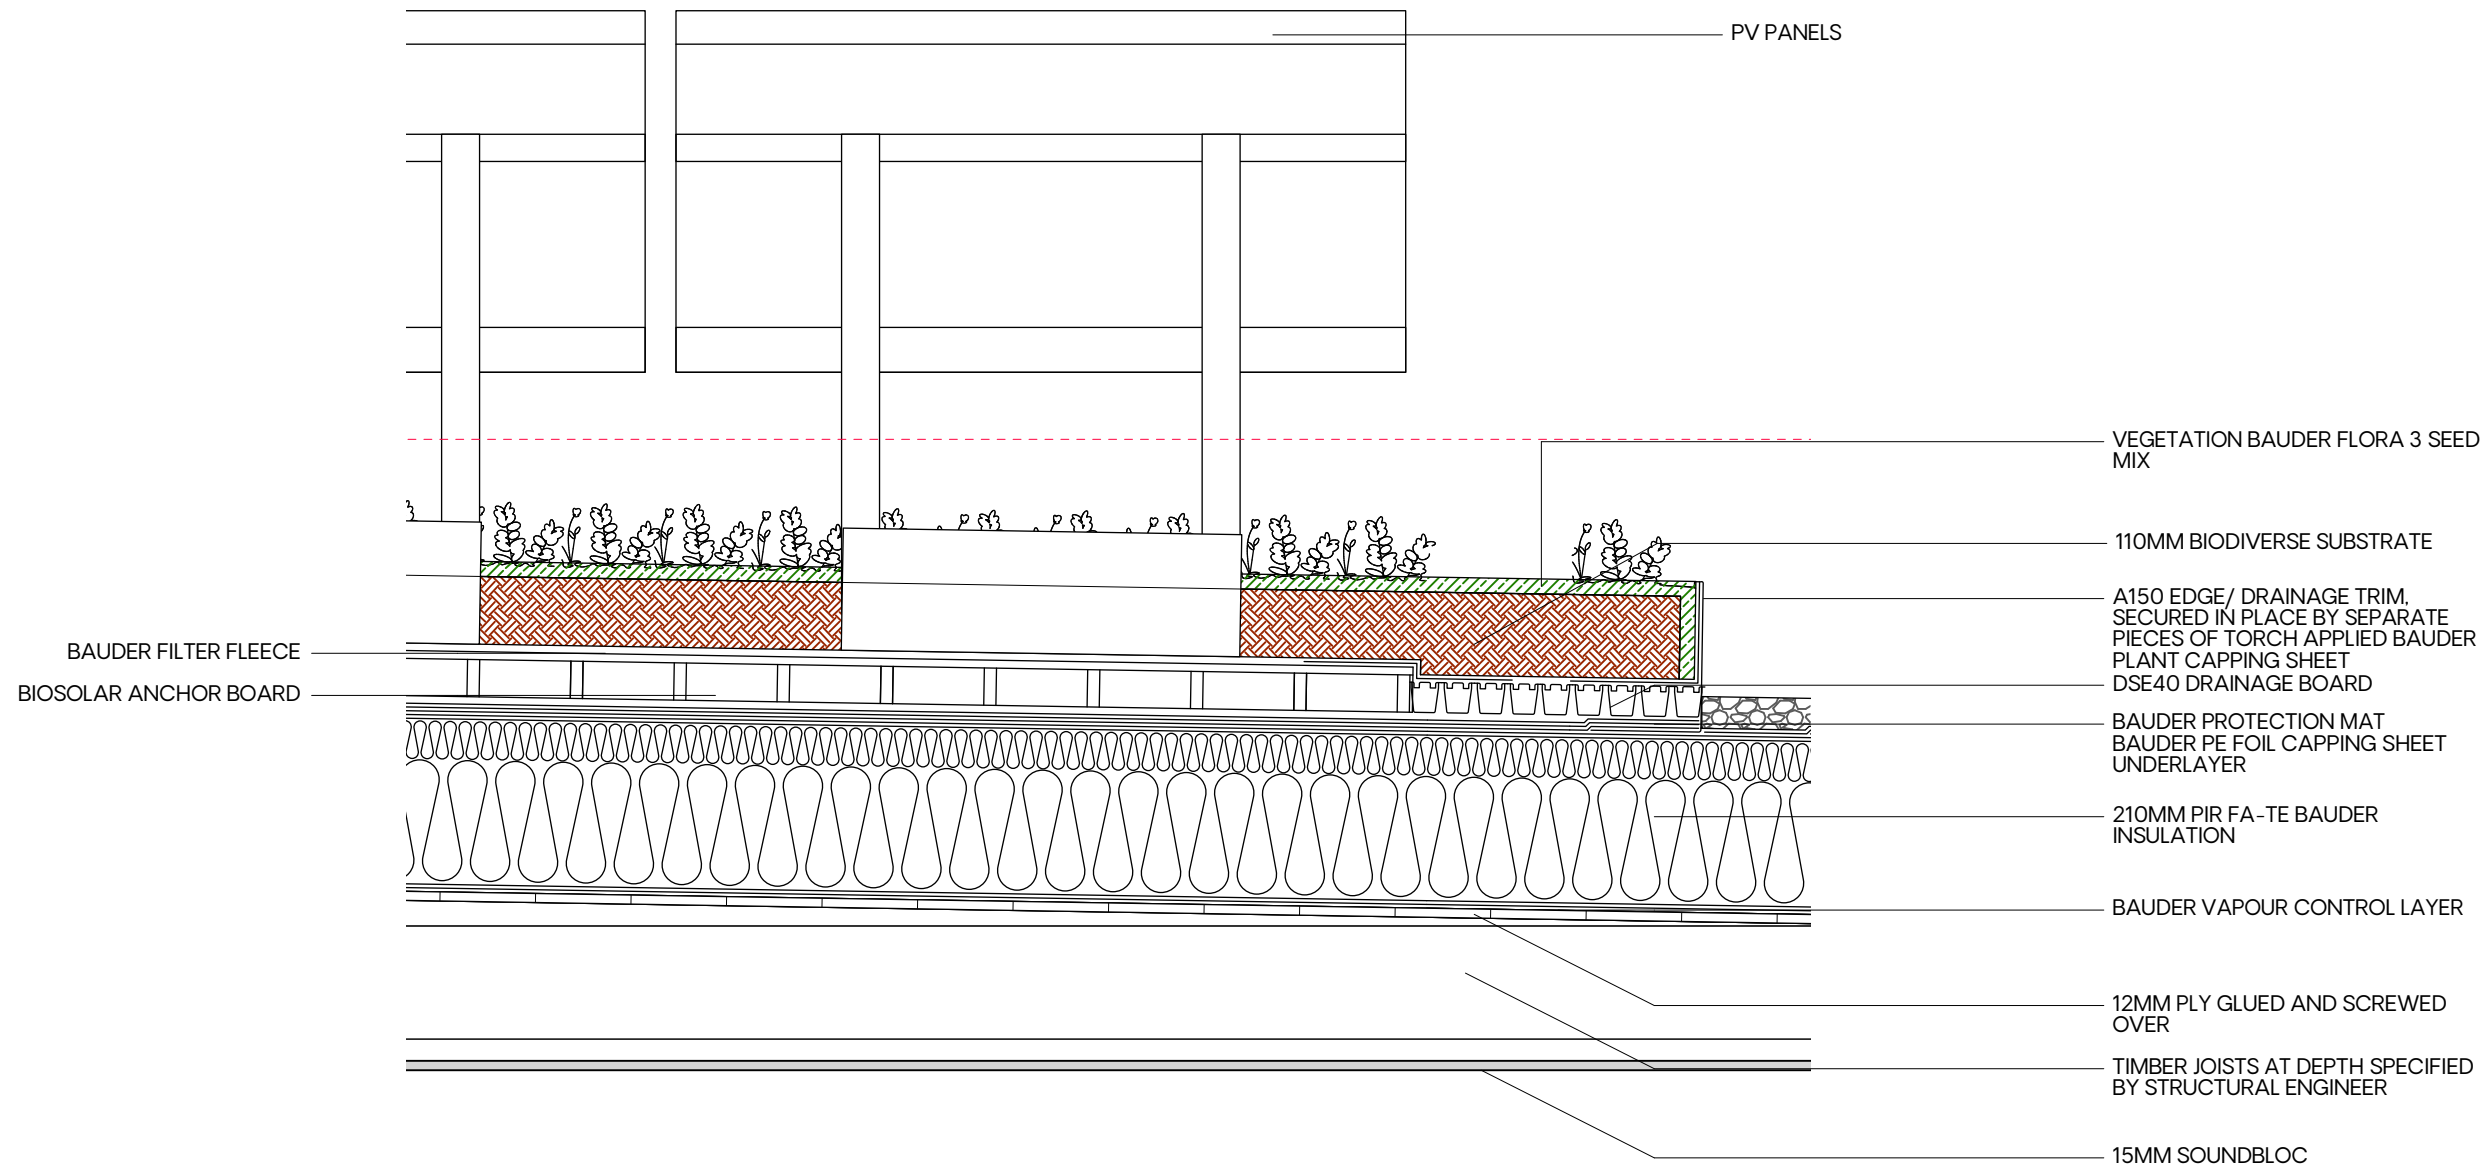 PV PANELS
VEGETATION BAUDER FLORA 3 SEED
MIX
110MM BIODIVERSE SUBSTRATE
A150 EDGE/ DRAINAGE TRIM,
SECURED IN PLACE BY SEPARATE
PIECES OF TORCH APPLIED BAUDER
PLANT CAPPING SHEET
BAUDER FILTER FLEECE
DSE40 DRAINAGE BOARD
BIOSOLAR ANCHOR BOARD
BAUDER PROTECTION MAT
BAUDER PE FOIL CAPPING SHEET
UNDERLAYER
210MM PIR FA-TE BAUDER
INSULATION
BAUDER VAPOUR CONTROL LAYER
12MM PLY GLUED AND SCREWED
OVER
TIMBER JOISTS AT DEPTH SPECIFIED
BY STRUCTURAL ENGINEER
15MM SOUNDBLOC